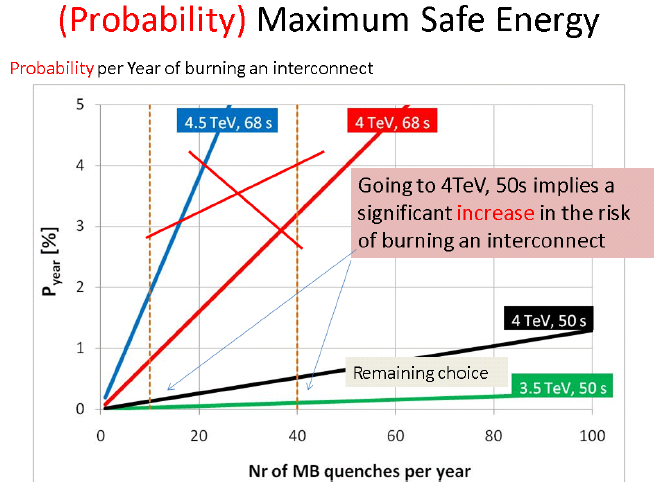 (Probability) Maximum Safe Energy
Probability per Year of burning an interconnect
5
4.5 TeV, 68 s
4 TeV, 68 s
4
Going to 4TeV, 50s implies a
significant increase in the risk
of burning an interconnect
3
Pyear [%]
2
4 TeV, 50 s
1
Remaining choice
3.5 TeV, 50 s
0
0 20 40 60 80 100
Nr of MB quenches per year